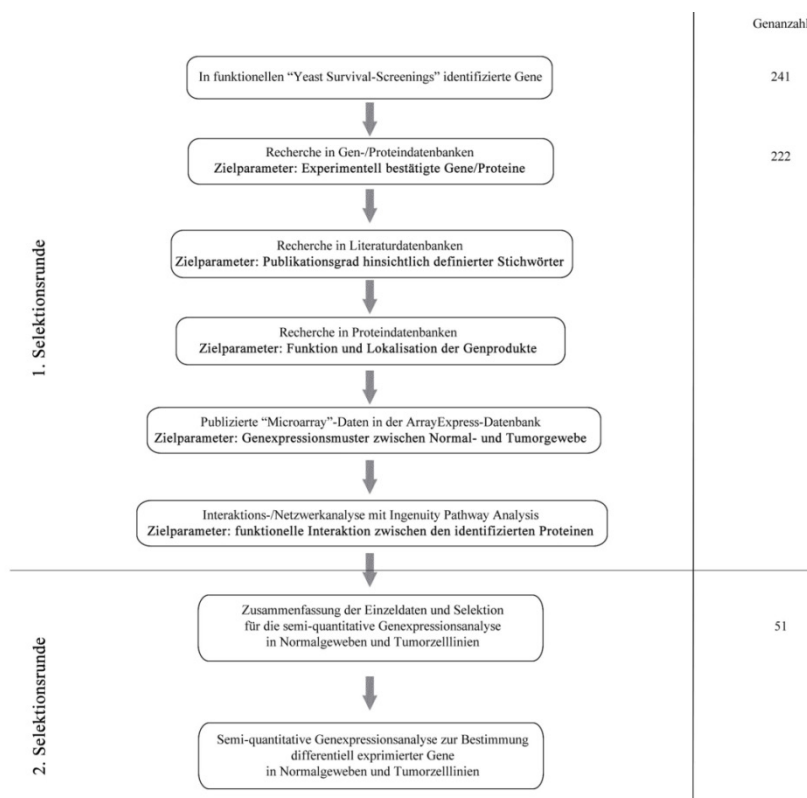 Genanzahl
In funktionellen “Yeast Survival-Screenings” identifizierte Gene
241
Recherche in Gen-/Proteindatenbanken
222
Zielparameter: Experimentell bestätigte Gene/Proteine
Recherche in Literaturdatenbanken
Zielparameter: Publikationsgrad hinsichtlich definierter Stichwörter
1. Selektionsrunde
Recherche in Proteindatenbanken
Zielparameter: Funktion und Lokalisation der Genprodukte
Publizierte “Microarray”-Daten in der ArrayExpress-Datenbank
Zielparameter: Genexpressionsmuster zwischen Normal- und Tumorgewebe
Interaktions-/Netzwerkanalyse mit Ingenuity Pathway Analysis
Zielparameter: funktionelle Interaktion zwischen den identifizierten Proteinen
Zusammenfassung der Einzeldaten und Selektion
für die semi-quantitative Genexpressionsanalyse
in Normalgeweben und Tumorzelllinien
51
2. Selektionsrunde
Semi-quantitative Genexpressionsanalyse zur Bestimmung
differentiell exprimierter Gene
in Normalgeweben und Tumorzelllinien